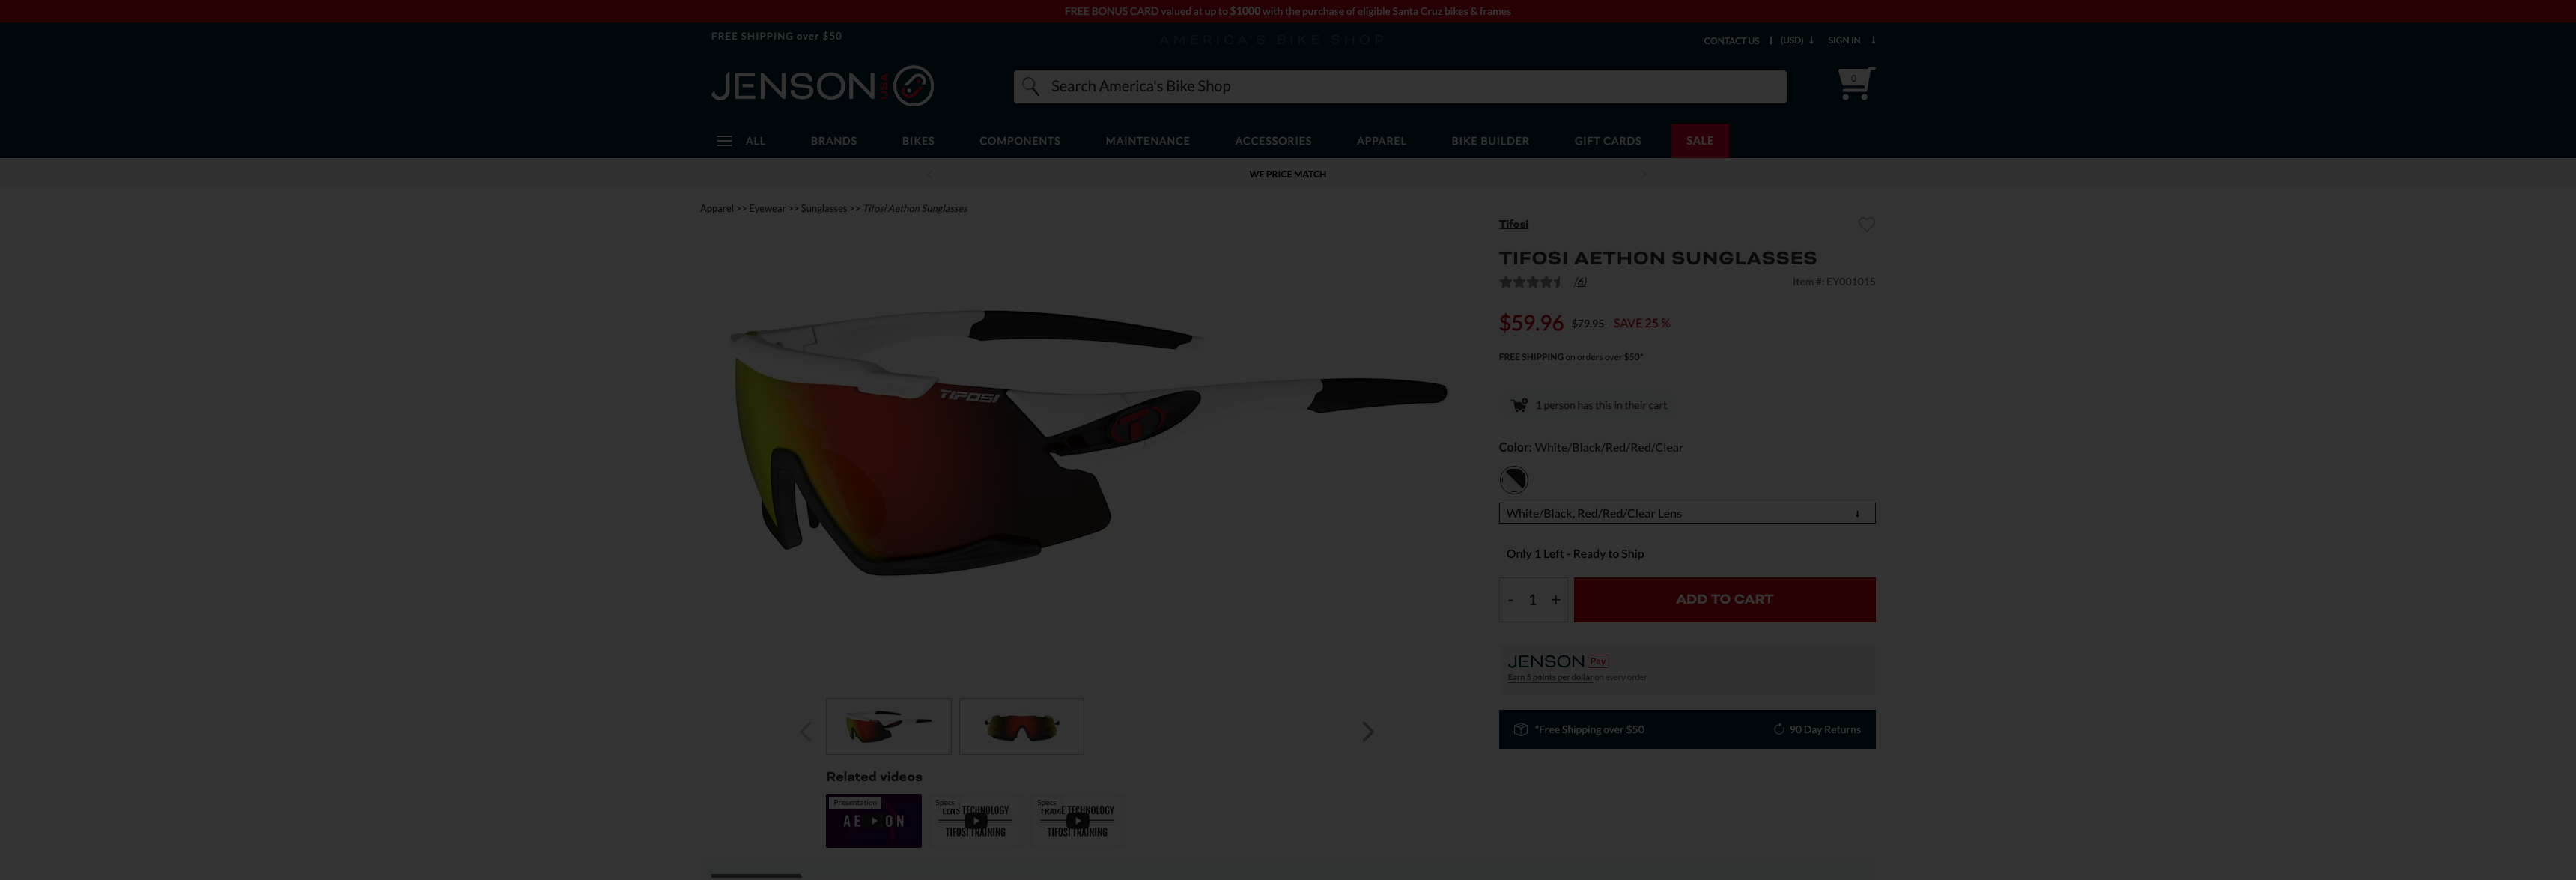 FREE BONUS CARD valued at up to $1000 with the purchase of eligible Santa Cruz bikes & frames
FREE SHIPPING over $50
AMERICA'S BIKE SHOP
CONTACT US
(USD)
SIGN IN
JENSON USA
Search America's Bike Shop
0
ALL
BRANDS
BIKES
COMPONENTS
MAINTENANCE
ACCESSORIES
APPAREL
BIKE BUILDER
GIFT CARDS
SALE
WE PRICE MATCH
Apparel >> Eyewear >> Sunglasses >> Tifosi Aethon Sunglasses
Tifosi
TIFOSI AETHON SUNGLASSES
(6)
Item #: EY001015
$59.96 $79.95 SAVE 25 %
FREE SHIPPING on orders over $50*
TIFOSI
T
1 person has this in their cart
Color: White/Black/Red/Red/Clear
White/Black, Red/Red/Clear Lens
Only 1 Left - Ready to Ship
- 1 +
ADD TO CART
JENSON Pay
Earn 5 points per dollar on every order
*Free Shipping over $50
90 Day Returns
Related videos
Presentation
AE ON
Specs
LENS TECHNOLOGY
TIFOSI TRAINING
Specs
FRAME TECHNOLOGY
TIFOSI TRAINING